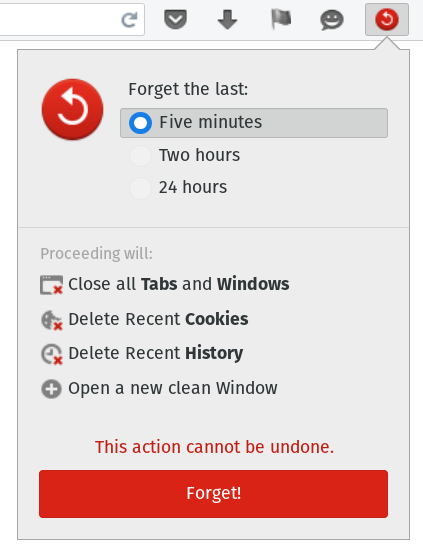 Forget the last:
Five minutes
Two hours
24 hours
Proceeding will:
Close all Tabs and Windows
Delete Recent Cookies
Delete Recent History
Open a new clean Window
This action cannot be undone.
Forget!